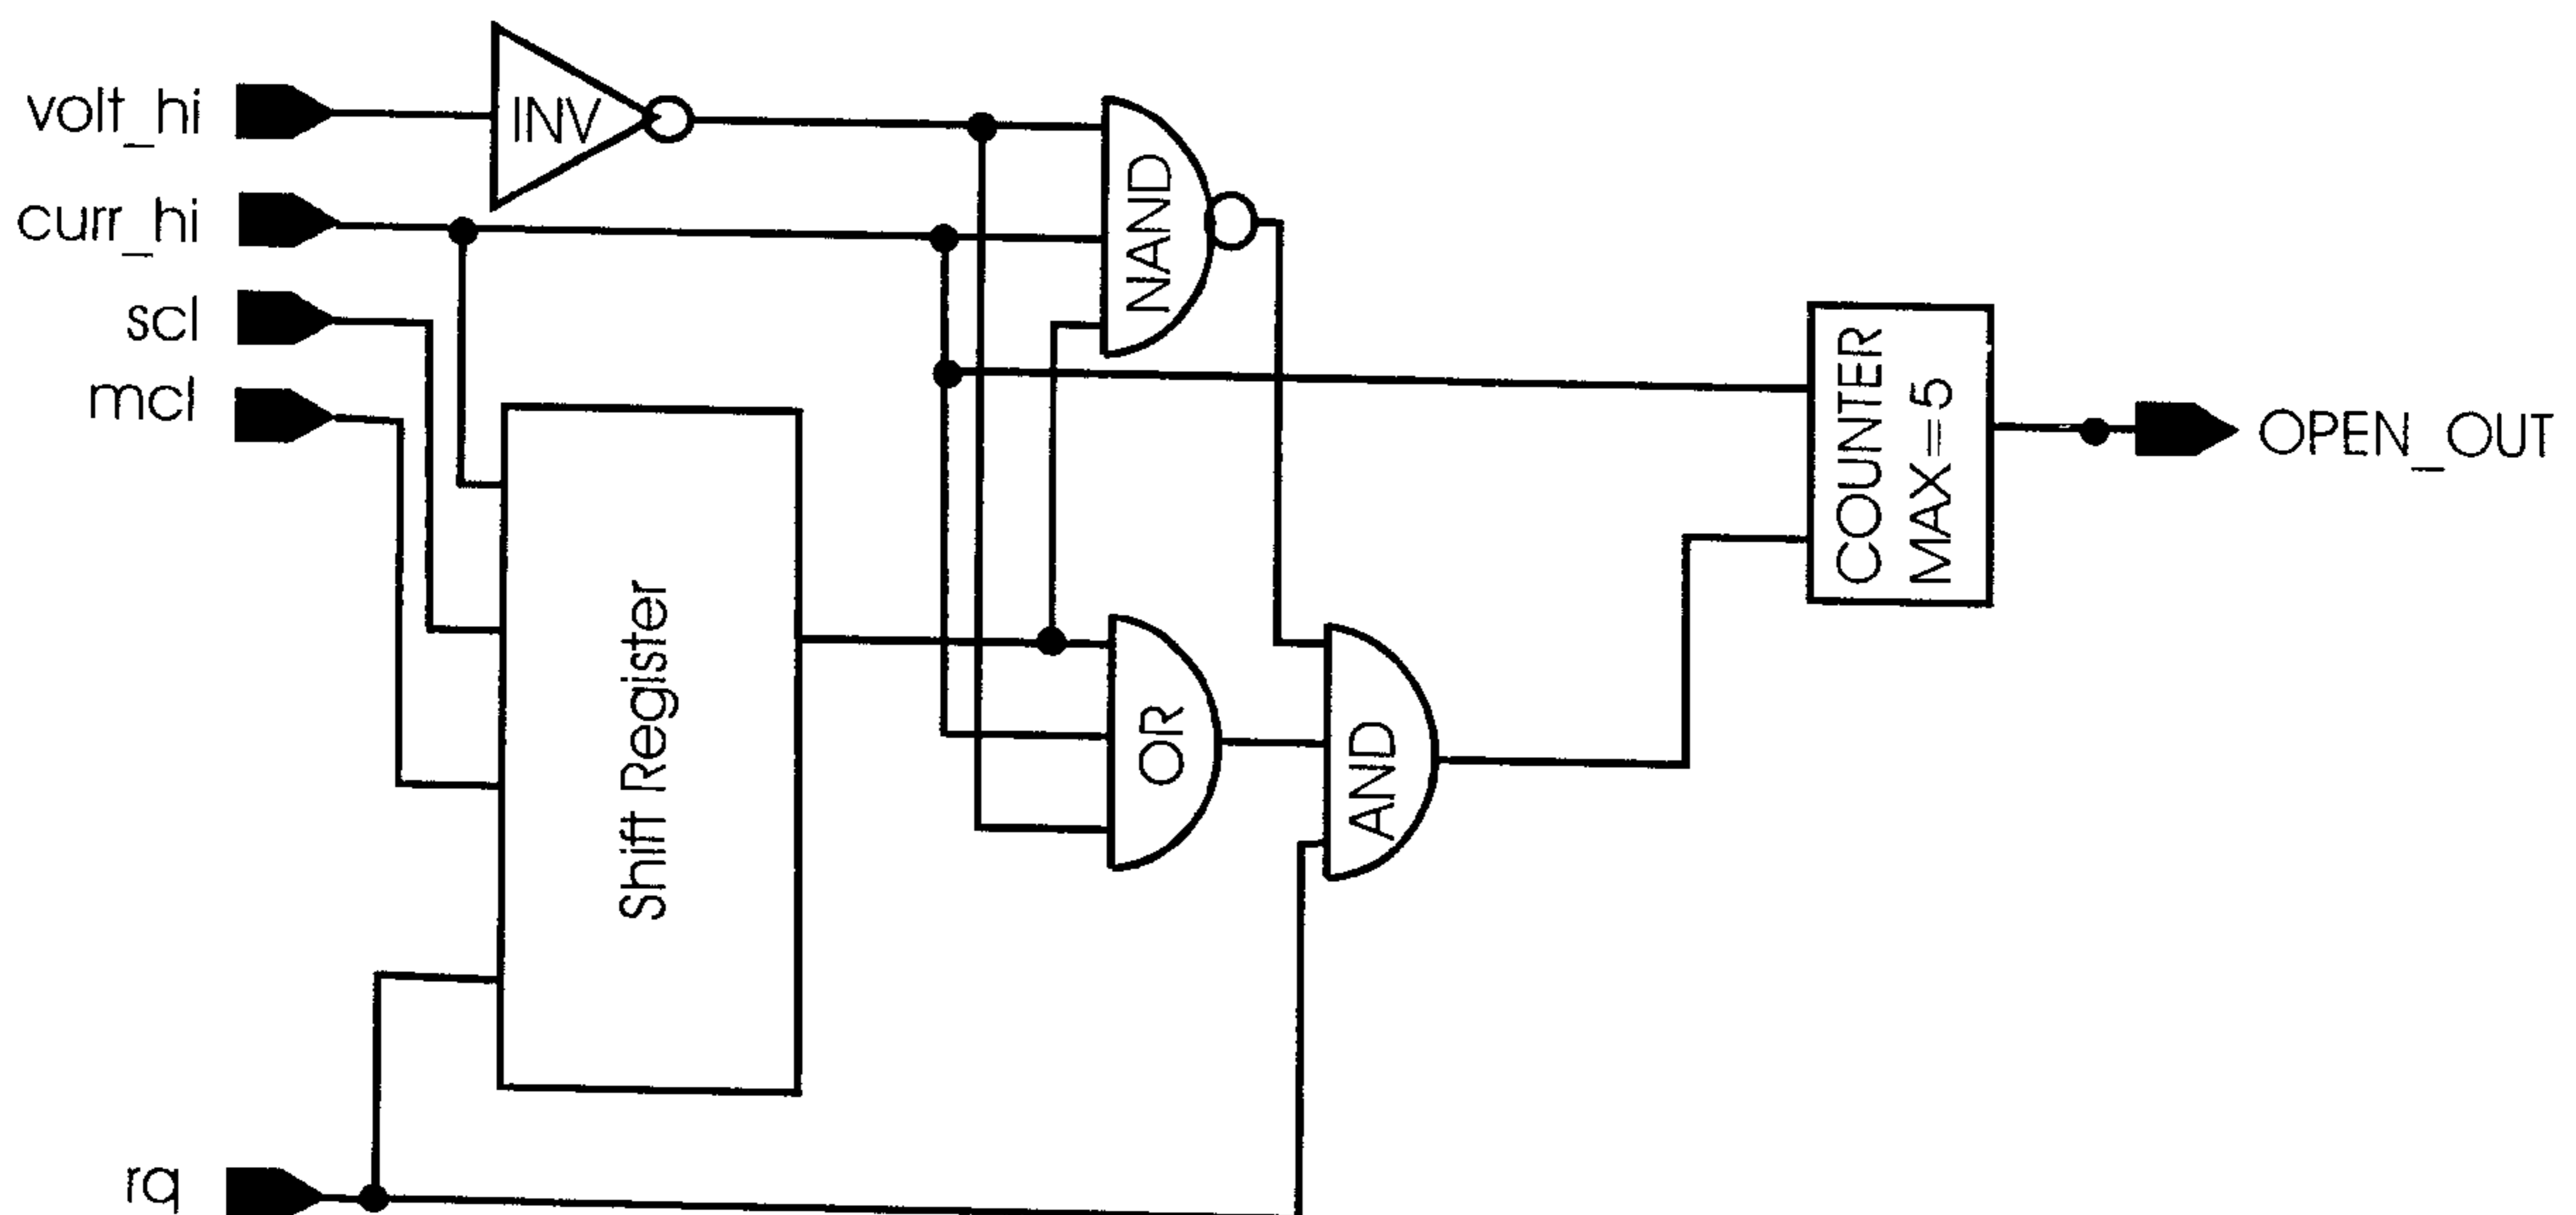 volt_hi
INV
curr_hi
NAND
scl
mcl
COUNTER
MAX=5
OPEN_OUT
Shift Register
OR
AND
rq